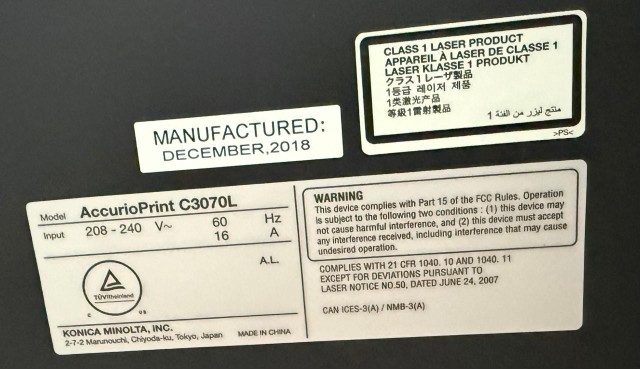 CLASS 1 LASER PRODUCT
APPAREIL À LASER DE CLASSE 1
LASER KLASSE 1 PRODUKT
クラス1レーザ製品
1등급 레이저 제품
1类激光产品
等級1雷射製品
منتج ليزر من الفئة 1
>PS<
MANUFACTURED:
DECEMBER,2018
Model AccurioPrint C3070L
Input 208 - 240 V~ 60 Hz
16 A
A.L.
TÜVRheinland
C US
KONICA MINOLTA, INC.
2-7-2 Marunouchi, Chiyoda-ku, Tokyo, Japan MADE IN CHINA
WARNING
This device complies with Part 15 of the FCC Rules. Operation
is subject to the following two conditions : (1) this device may
not cause harmful interference, and (2) this device must accept
any interference received, including interference that may cause
undesired operation.
COMPLIES WITH 21 CFR 1040. 10 AND 1040. 11
EXCEPT FOR DEVIATIONS PURSUANT TO
LASER NOTICE NO.50, DATED JUNE 24, 2007
CAN ICES-3(A) / NMB-3(A)